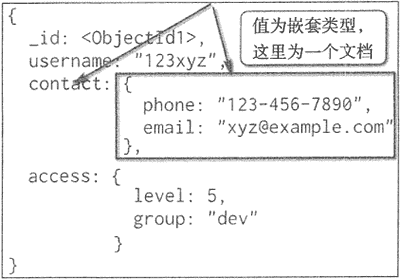 {
_id: <ObjectId1>,
username: "123xyz",
contact: {
phone: "123-456-7890",
email: "xyz@example.com"
},
access: {
level: 5,
group: "dev"
}
}
值为嵌套类型，
这里为一个文档